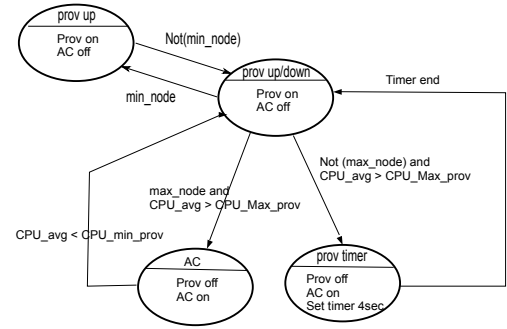 prov up
Prov on
AC off
Not(min_node)
min_node
prov up/down
Prov on
AC off
Timer end
max_node and
CPU_avg > CPU_Max_prov
Not (max_node) and
CPU_avg > CPU_Max_prov
CPU_avg < CPU_min_prov
AC
Prov off
AC on
prov timer
Prov off
AC on
Set timer 4sec